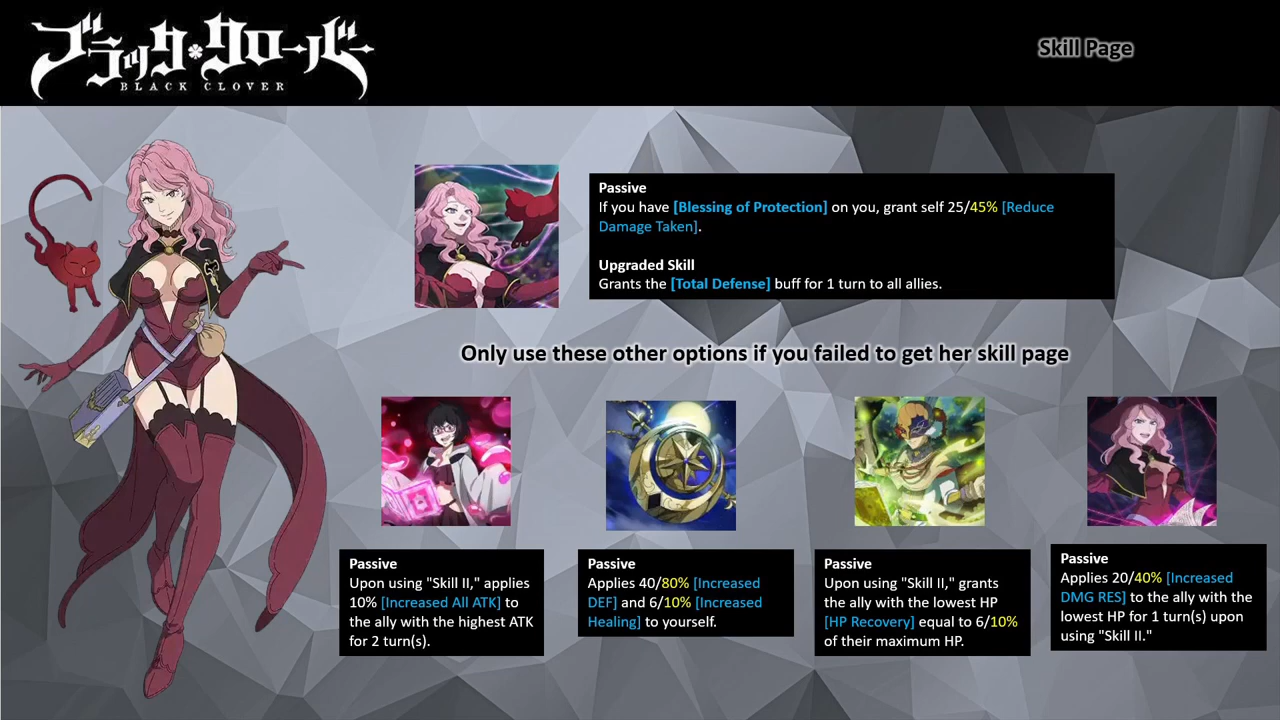 ブラック・クローバー
BLACK CLOVER
Skill Page
Passive
If you have [Blessing of Protection] on you, grant self 25/45% [Reduce
Damage Taken].
Upgraded Skill
Grants the [Total Defense] buff for 1 turn to all allies.
Only use these other options if you failed to get her skill page
Passive
Upon using "Skill II," applies
10% [Increased All ATK] to
the ally with the highest ATK
for 2 turn(s).
Passive
Applies 40/80% [Increased
DEF] and 6/10% [Increased
Healing] to yourself.
Passive
Upon using "Skill II," grants
the ally with the lowest HP
[HP Recovery] equal to 6/10%
of their maximum HP.
Passive
Applies 20/40% [Increased
DMG RES] to the ally with the
lowest HP for 1 turn(s) upon
using "Skill II."